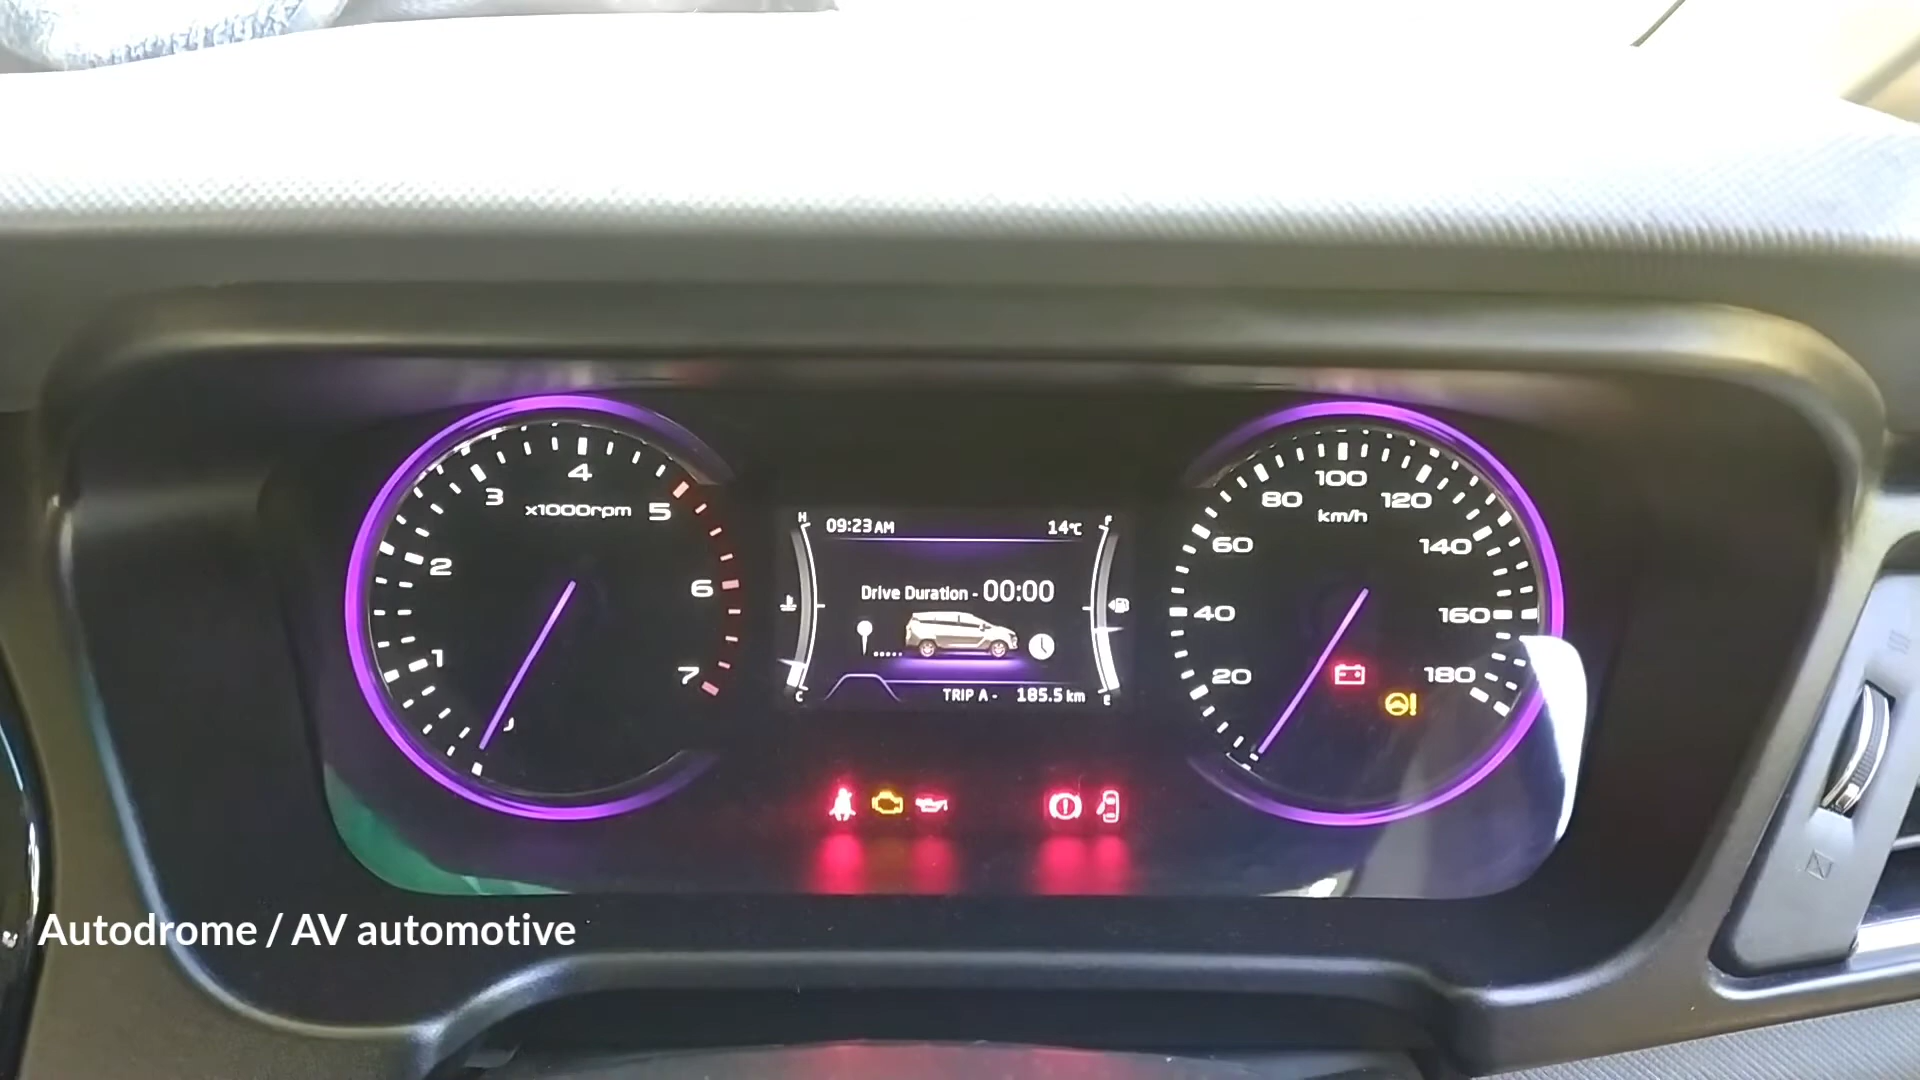 4
3
x1000rpm
5
2
6
1
7
H
09:23 AM
14°C
F
Drive Duration - 00:00
C
TRIP A - 185.5 km
E
100
80
120
km/h
60
140
40
160
20
180
Autodrome / AV automotive